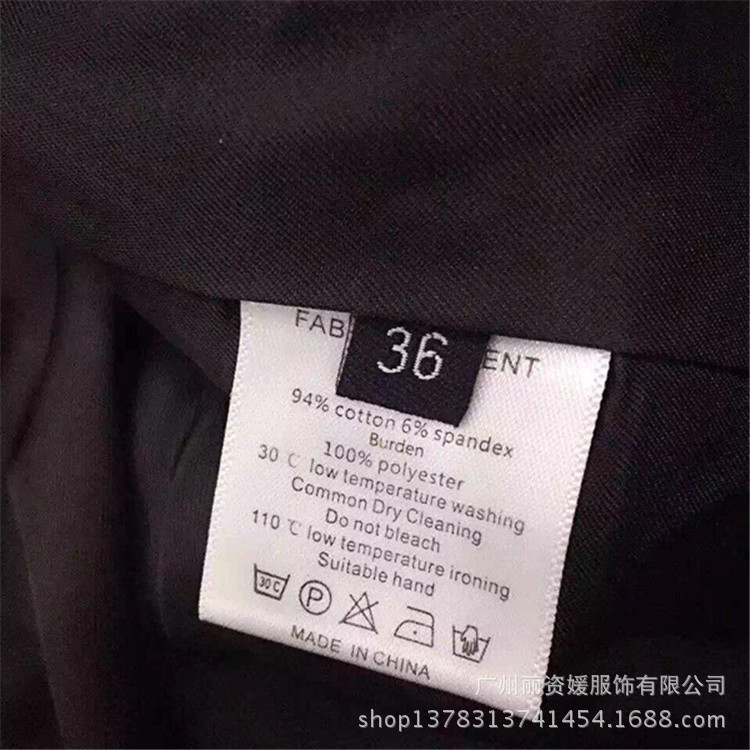 36
FAB ENT
94% cotton 6% spandex
Burden
100% polyester
30 ℃ low temperature washing
Common Dry Cleaning
Do not bleach
110 ℃ low temperature ironing
Suitable hand
30 C P
MADE IN CHINA
广州丽资媛服饰有限公司
shop1378313741454.1688.com